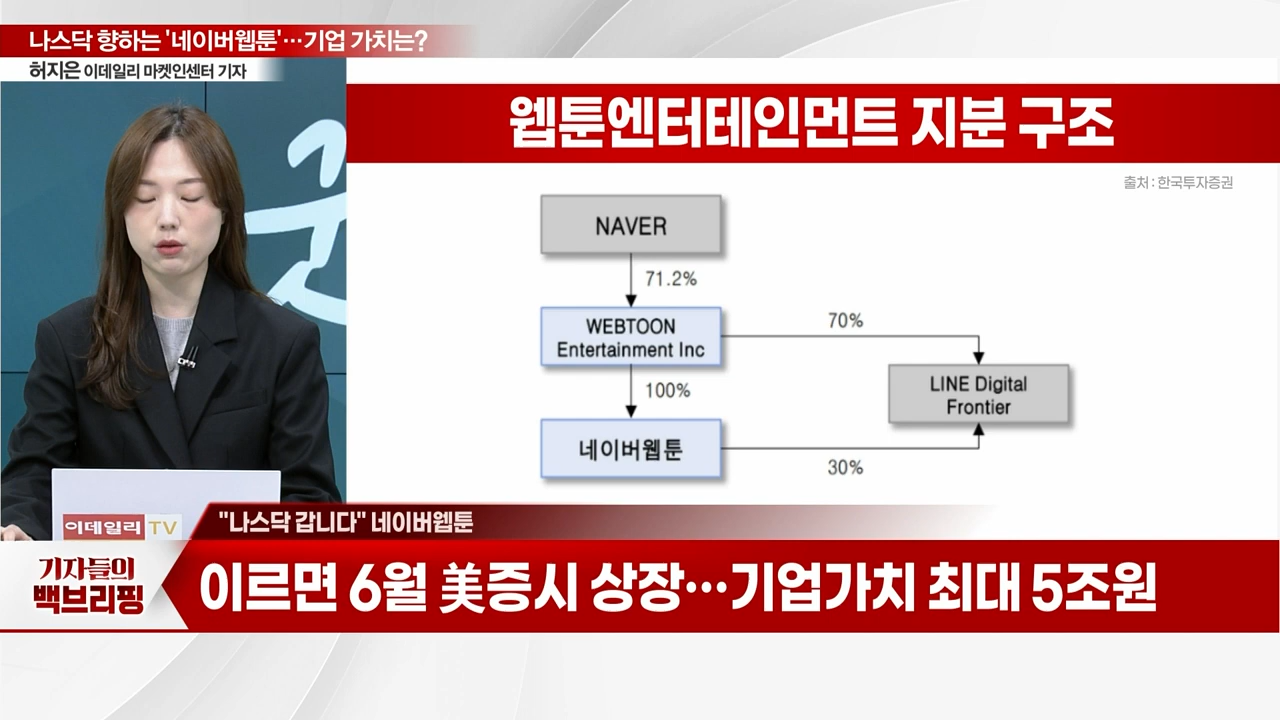 나스닥 향하는 '네이버웹툰'…기업 가치는?
허지은 이데일리 마켓인센터 기자
웹툰엔터테인먼트 지분 구조
출처 : 한국투자증권
NAVER
71.2%
WEBTOON
Entertainment Inc
70%
100%
LINE Digital
Frontier
네이버웹툰
30%
이데일리 TV
"나스닥 갑니다" 네이버웹툰
기자들의
백브리핑
이르면 6월 美증시 상장…기업가치 최대 5조원